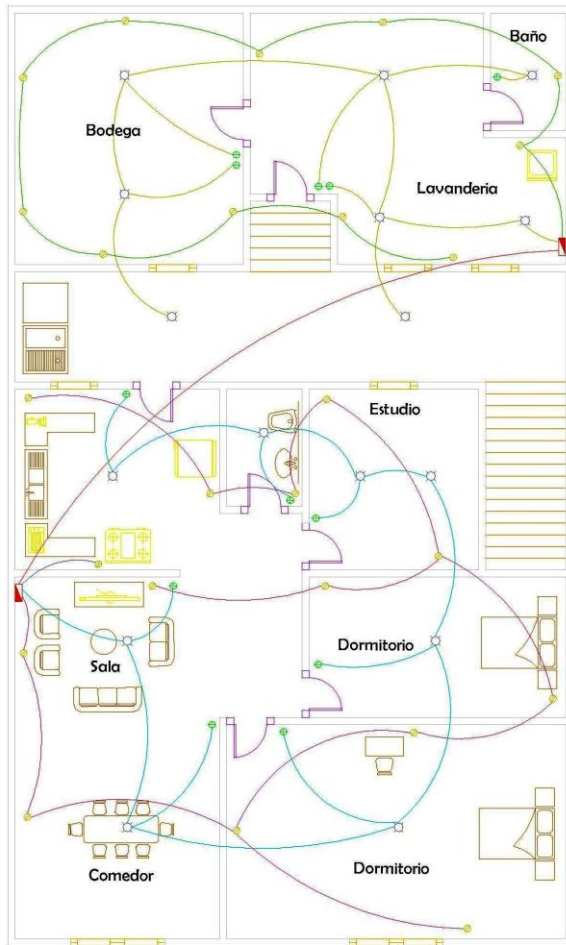 Baño
Bodega
Lavanderia
Estudio
Dormitorio
Sala
Comedor
Dormitorio